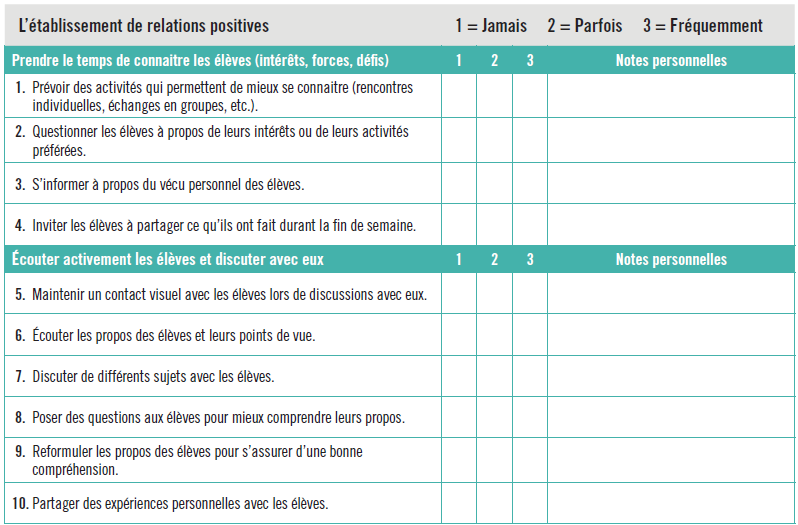 L’établissement de relations positives 1 = Jamais 2 = Parfois 3 = Fréquemment
Prendre le temps de connaitre les élèves (intérêts, forces, défis) 1 2 3 Notes personnelles
1. Prévoir des activités qui permettent de mieux se connaitre (rencontres
individuelles, échanges en groupes, etc.).
2. Questionner les élèves à propos de leurs intérêts ou de leurs activités
préférées.
3. S’informer à propos du vécu personnel des élèves.
4. Inviter les élèves à partager ce qu’ils ont fait durant la fin de semaine.
Écouter activement les élèves et discuter avec eux 1 2 3 Notes personnelles
5. Maintenir un contact visuel avec les élèves lors de discussions avec eux.
6. Écouter les propos des élèves et leurs points de vue.
7. Discuter de différents sujets avec les élèves.
8. Poser des questions aux élèves pour mieux comprendre leurs propos.
9. Reformuler les propos des élèves pour s’assurer d’une bonne
compréhension.
10. Partager des expériences personnelles avec les élèves.